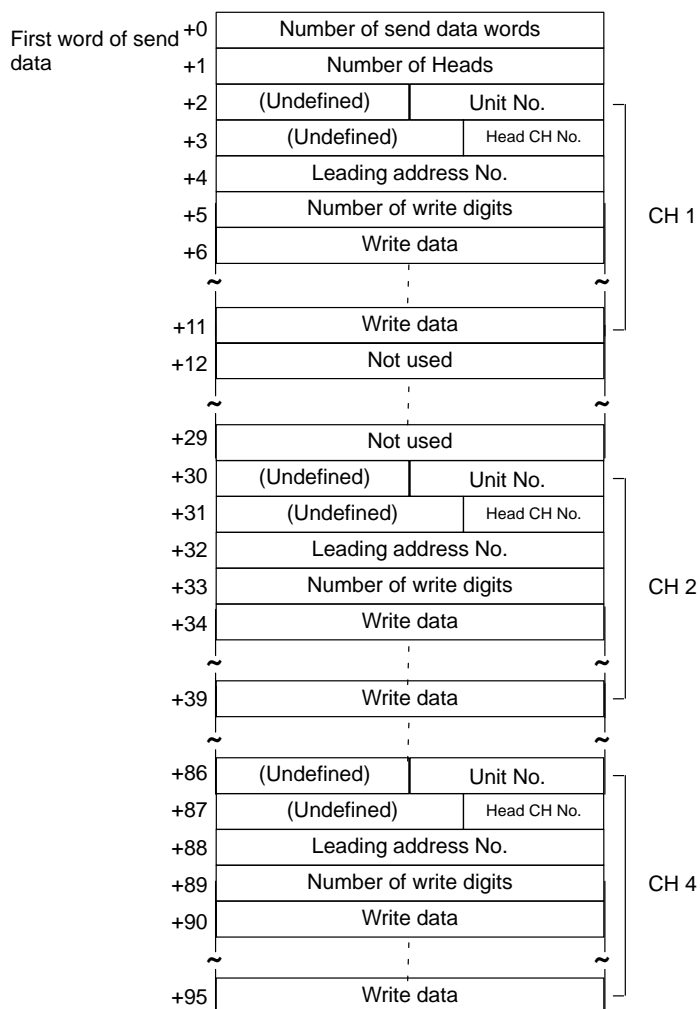 First word of send data
+0 Number of send data words
+1 Number of Heads
+2 (Undefined) Unit No.
+3 (Undefined) Head CH No.
+4 Leading address No.
+5 Number of write digits
+6 Write data
CH 1
~ ~
+11 Write data
+12 Not used
~ ~
+29 Not used
+30 (Undefined) Unit No.
+31 (Undefined) Head CH No.
+32 Leading address No.
+33 Number of write digits
+34 Write data
CH 2
~ ~
+39 Write data
~ ~
+86 (Undefined) Unit No.
+87 (Undefined) Head CH No.
+88 Leading address No.
+89 Number of write digits
+90 Write data
CH 4
~ ~
+95 Write data